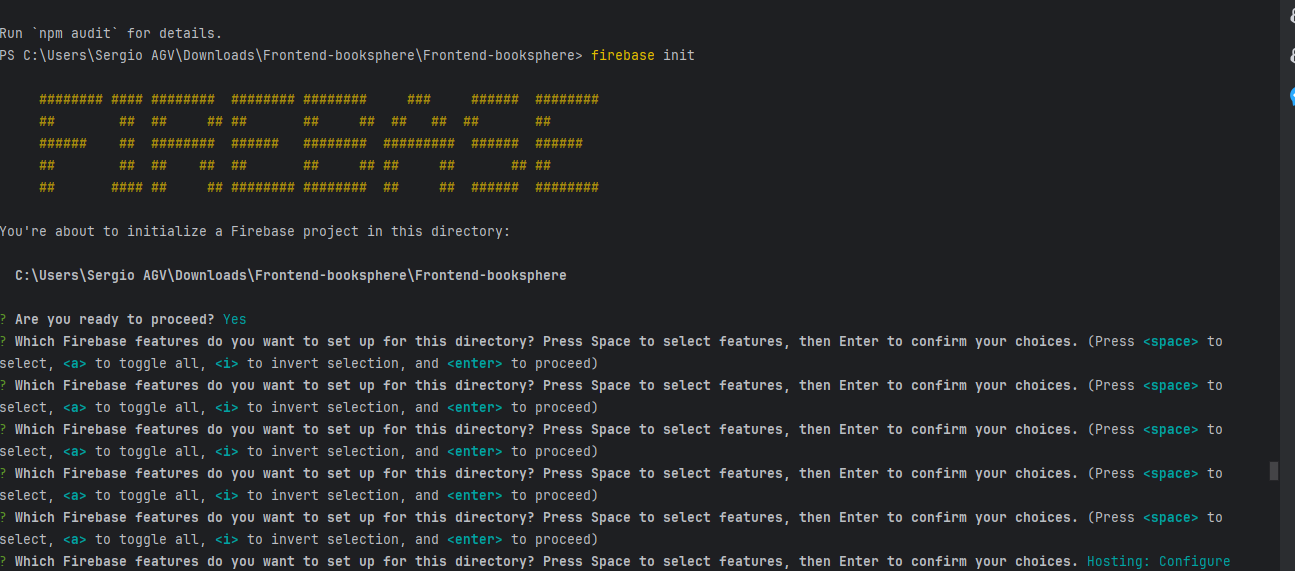 Run `npm audit` for details.
PS C:\Users\Sergio AGV\Downloads\Frontend-booksphere\Frontend-booksphere> firebase init
     ######## #### ########  ######## ########     ###     ######  ########
     ##        ##  ##     ## ##       ##     ##  ##   ##  ##       ##
     ######    ##  ########  ######   ########  #########  ######  ######
     ##        ##  ##    ##  ##       ##     ## ##     ##       ## ##
     ##       #### ##     ## ######## ########  ##     ##  ######  ########
You're about to initialize a Firebase project in this directory:
  C:\Users\Sergio AGV\Downloads\Frontend-booksphere\Frontend-booksphere
? Are you ready to proceed? Yes
? Which Firebase features do you want to set up for this directory? Press Space to select features, then Enter to confirm your choices. (Press <space> to
select, <a> to toggle all, <i> to invert selection, and <enter> to proceed)
? Which Firebase features do you want to set up for this directory? Press Space to select features, then Enter to confirm your choices. (Press <space> to
select, <a> to toggle all, <i> to invert selection, and <enter> to proceed)
? Which Firebase features do you want to set up for this directory? Press Space to select features, then Enter to confirm your choices. (Press <space> to
select, <a> to toggle all, <i> to invert selection, and <enter> to proceed)
? Which Firebase features do you want to set up for this directory? Press Space to select features, then Enter to confirm your choices. (Press <space> to
select, <a> to toggle all, <i> to invert selection, and <enter> to proceed)
? Which Firebase features do you want to set up for this directory? Press Space to select features, then Enter to confirm your choices. (Press <space> to
select, <a> to toggle all, <i> to invert selection, and <enter> to proceed)
? Which Firebase features do you want to set up for this directory? Press Space to select features, then Enter to confirm your choices. Hosting: Configure